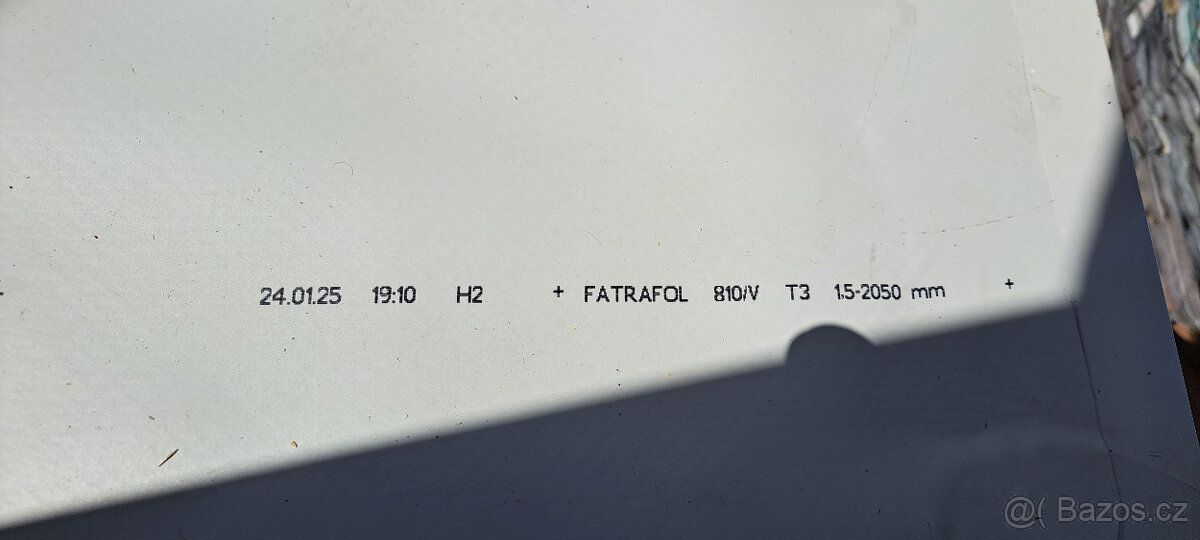 24.01.25 19:10 H2 + FATRAFOL 810/V T3 1.5-2050 mm +
@( Bazos.cz